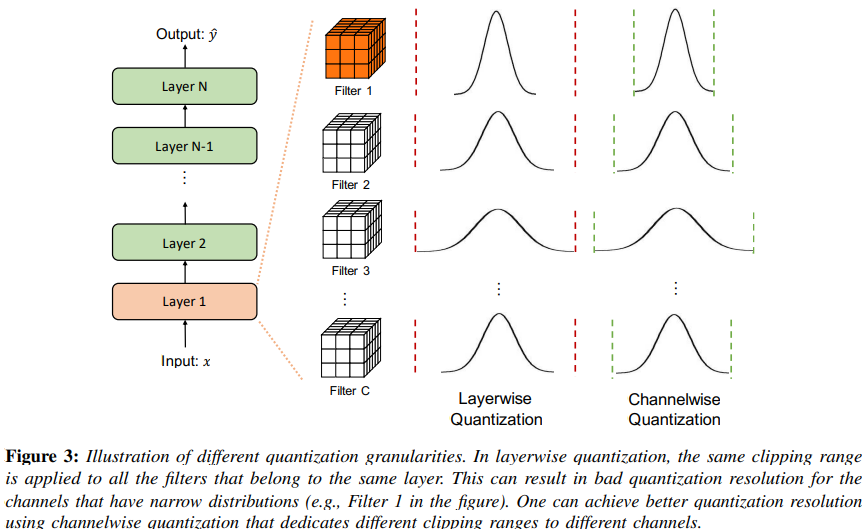 Output: ŷ
Layer N
Layer N-1
⋮
Layer 2
Layer 1
Input: x
Filter 1
Filter 2
Filter 3
⋮
Filter C
⋮
Layerwise
Quantization
⋮
Channelwise
Quantization
Figure 3: Illustration of different quantization granularities. In layerwise quantization, the same clipping range
is applied to all the filters that belong to the same layer. This can result in bad quantization resolution for the
channels that have narrow distributions (e.g., Filter 1 in the figure). One can achieve better quantization resolution
using channelwise quantization that dedicates different clipping ranges to different channels.